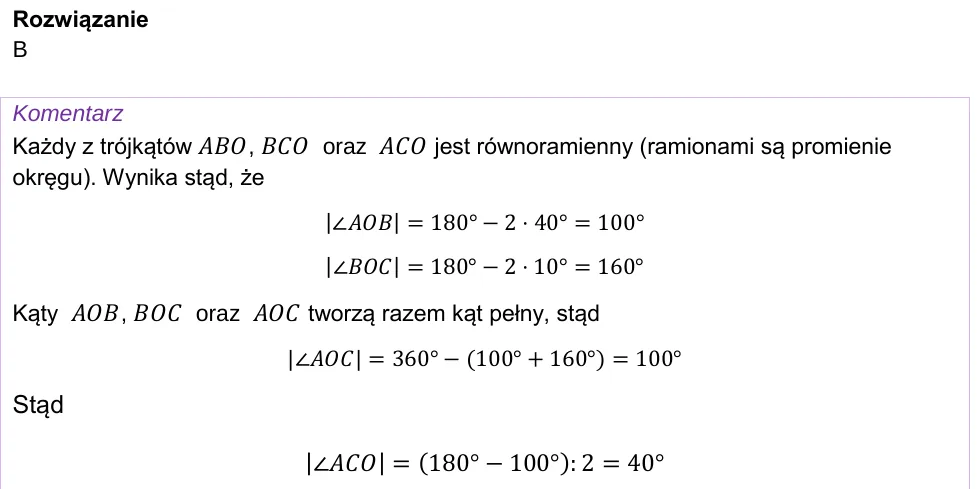 Rozwiązanie
B
Komentarz
Każdy z trójkątów ABO, BCO oraz ACO jest równoramienny (ramionami są promienie
okręgu). Wynika stąd, że
|∠AOB| = 180° − 2 · 40° = 100°
|∠BOC| = 180° − 2 · 10° = 160°
Kąty AOB, BOC oraz AOC tworzą razem kąt pełny, stąd
|∠AOC| = 360° − (100° + 160°) = 100°
Stąd
|∠ACO| = (180° − 100°): 2 = 40°